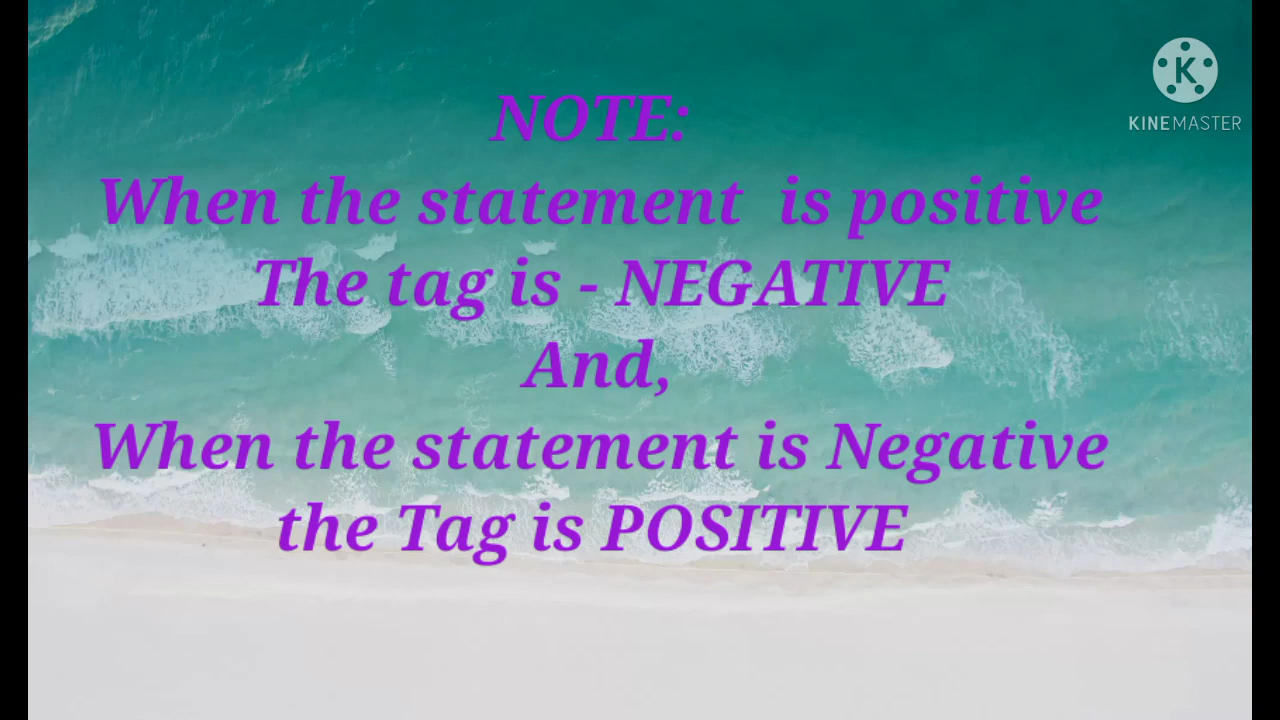 K
KINEMASTER
NOTE:
When the statement is positive
The tag is - NEGATIVE
And,
When the statement is Negative
the Tag is POSITIVE